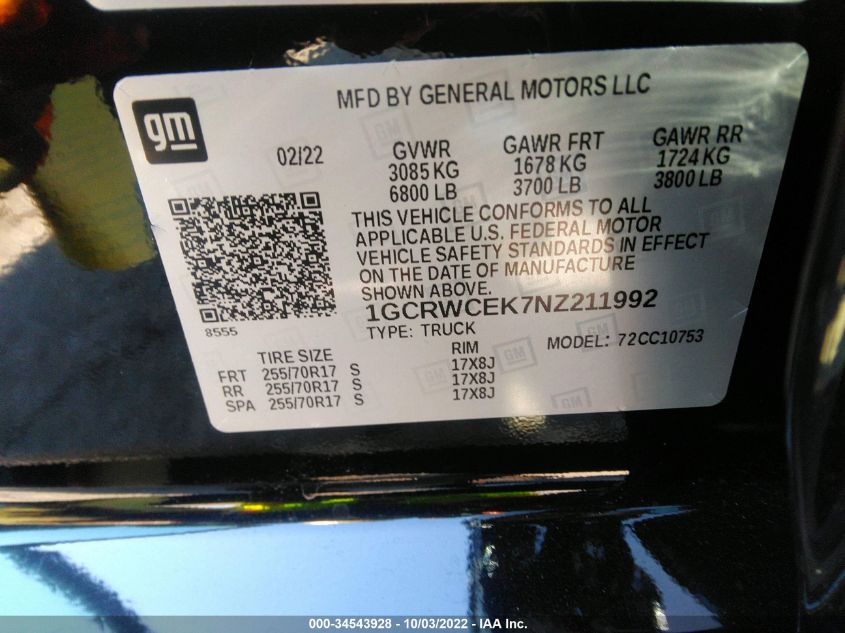 MFD BY GENERAL MOTORS LLC
gm
02/22 GVWR GAWR FRT GAWR RR
3085 KG 1678 KG 1724 KG
6800 LB 3700 LB 3800 LB
THIS VEHICLE CONFORMS TO ALL
APPLICABLE U.S. FEDERAL MOTOR
VEHICLE SAFETY STANDARDS IN EFFECT
ON THE DATE OF MANUFACTURE
SHOWN ABOVE.
1GCRWCEK7NZ211992
8555
TYPE: TRUCK
MODEL: 72CC10753
TIRE SIZE RIM
FRT 255/70R17 S 17X8J
RR 255/70R17 S 17X8J
SPA 255/70R17 S 17X8J
000-34543928 - 10/03/2022 - IAA Inc.